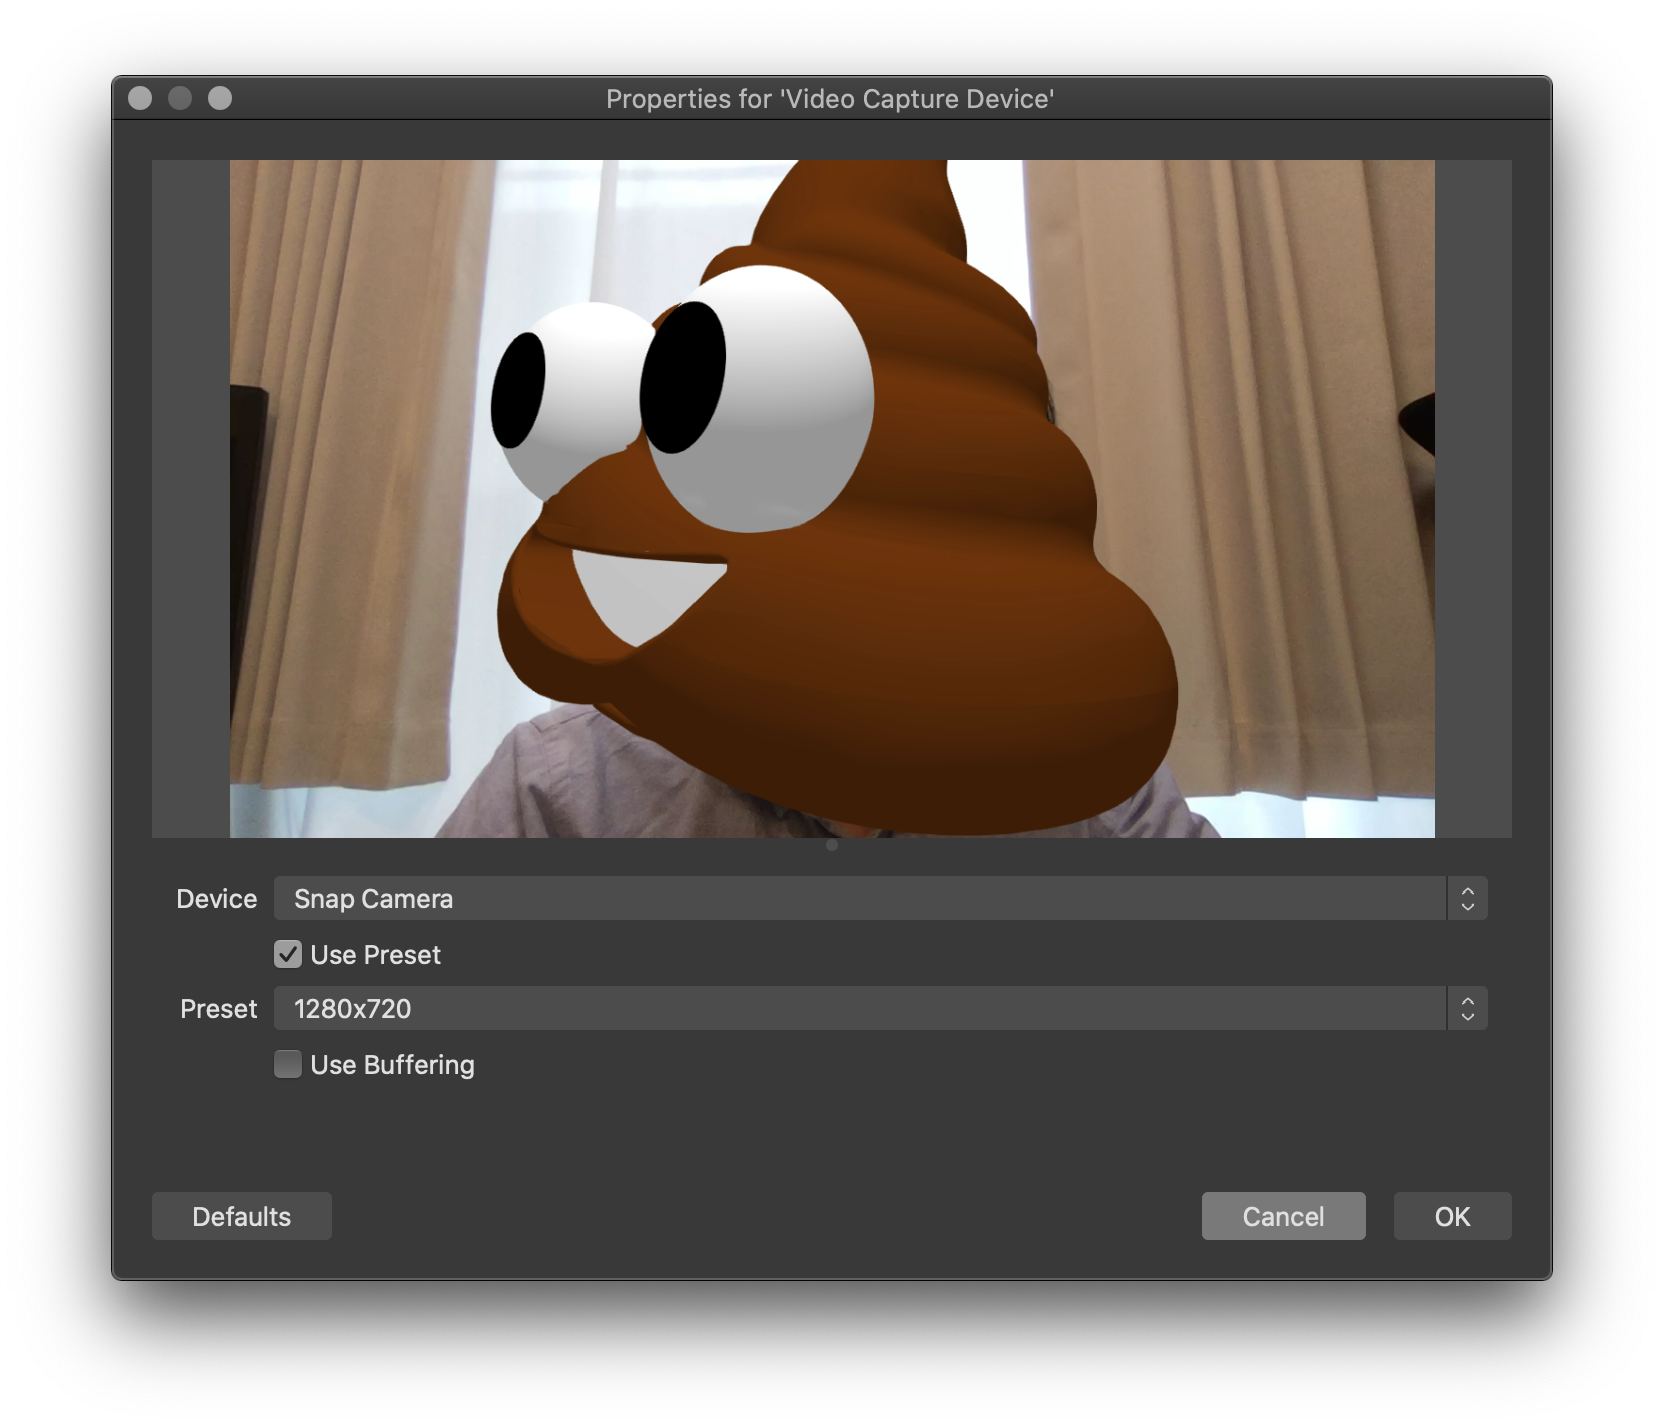 Properties for 'Video Capture Device'
Device Snap Camera
Use Preset
Preset 1280x720
Use Buffering
Defaults Cancel OK